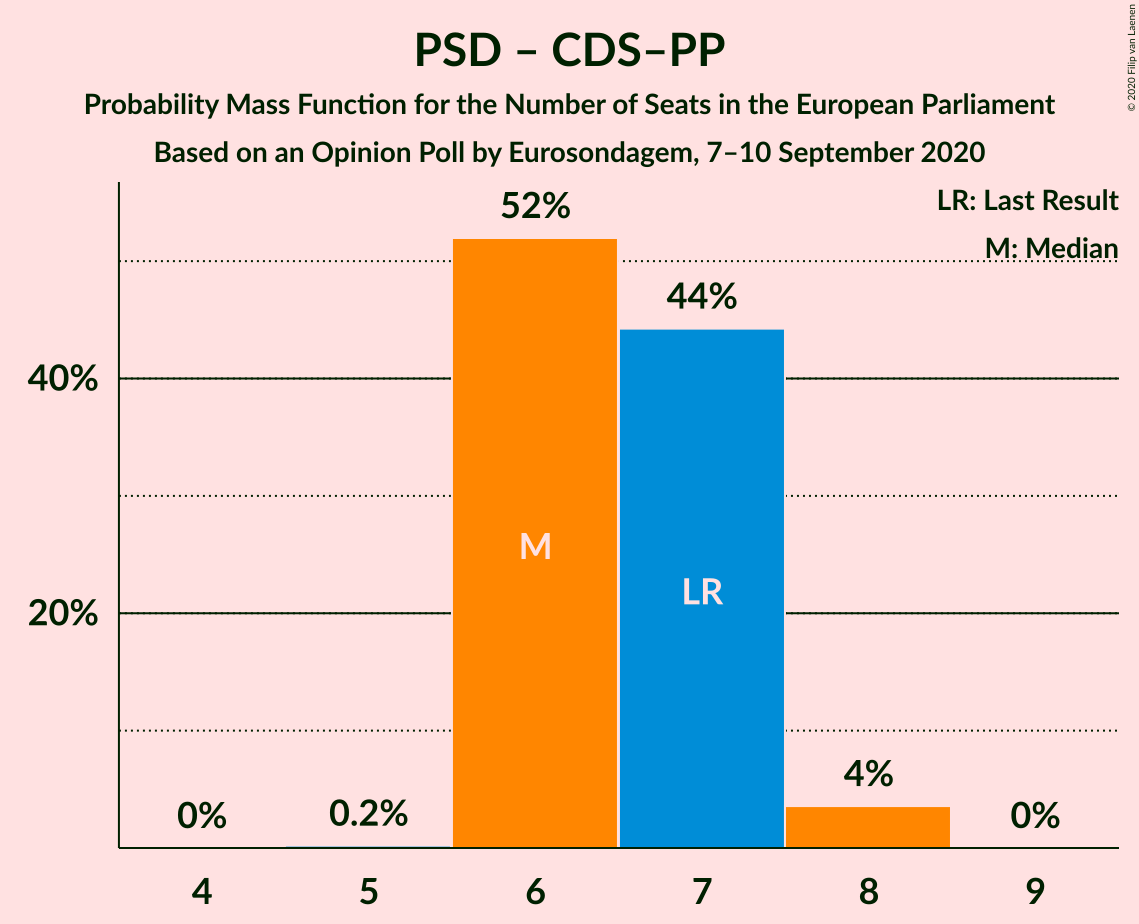 PSD – CDS–PP
Probability Mass Function for the Number of Seats in the European Parliament
Based on an Opinion Poll by Eurosondagem, 7–10 September 2020
© 2020 Filip van Laenen
LR: Last Result
M: Median
52%
44%
40%
20%
M
LR
0%
0.2%
4%
0%
4
5
6
7
8
9